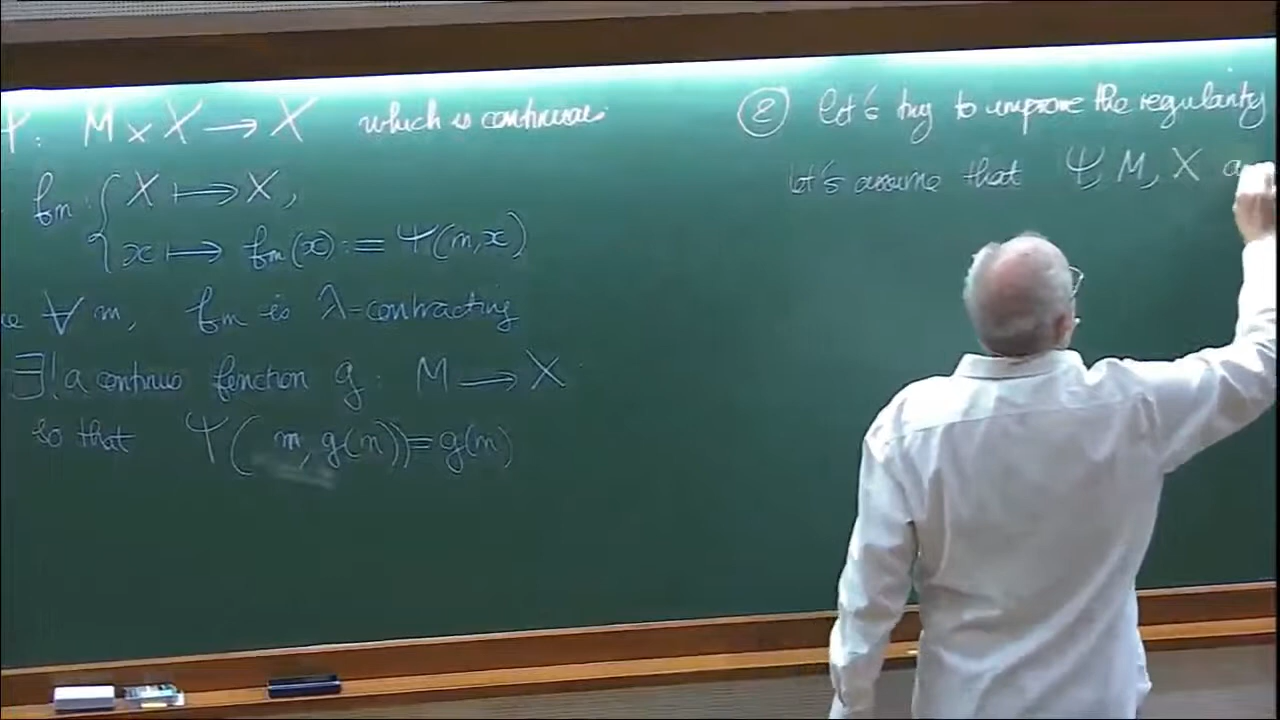 Ψ: M x X → X which is continuous
fm: { X ↦ X,
x ↦ fm(x) := Ψ(m,x)
∀ m, fm is λ-contracting
∃! a continuo function g: M → X
so that Ψ( m, g(m))= g(m)
② Let's try to improve the regularity
let's assume that Ψ, M, X a